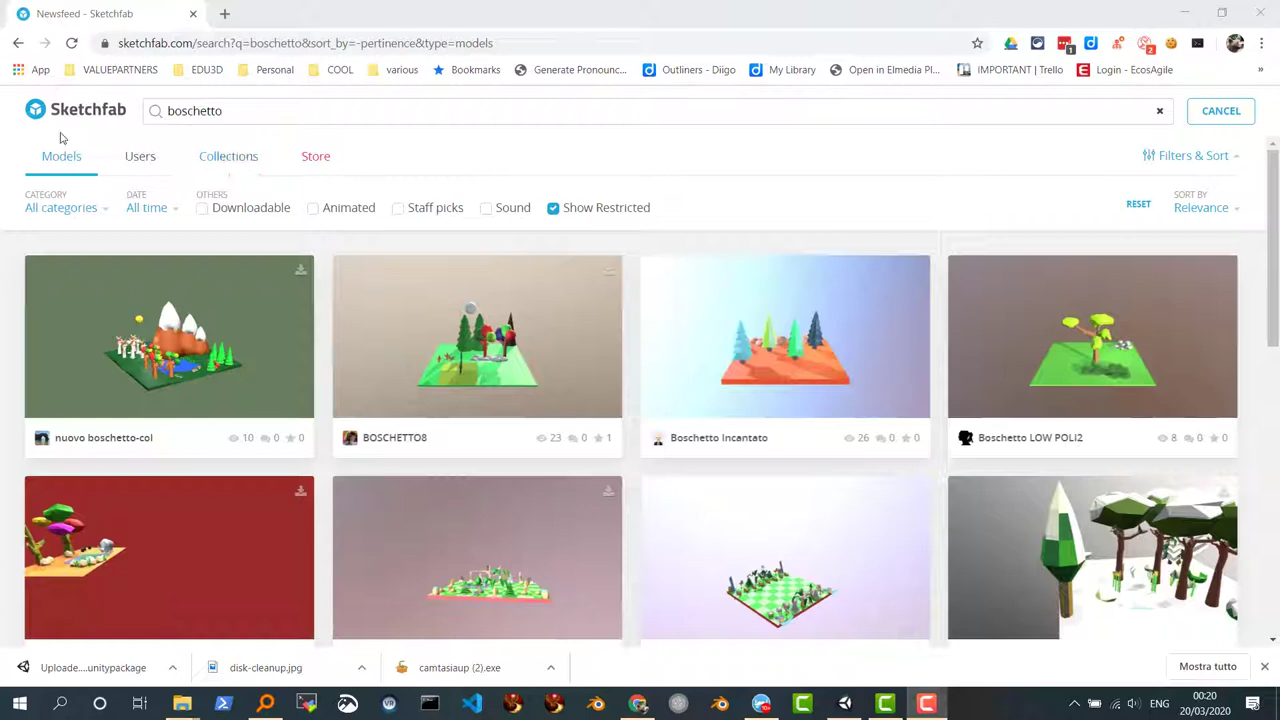 Newsfeed - Sketchfab
sketchfab.com/search?q=boschetto&sort_by=-pertinence&type=models
App VALUEPARTNERS EDU3D Personal COOL various Bookmarks Generate Pronounc... Outliners - Diigo My Library Open in Elmedia Pl... IMPORTANT | Trello Login - EcosAgile »
Sketchfab boschetto CANCEL
Models Users Collections Store Filters & Sort
CATEGORY DATE OTHERS SORT BY
All categories All time Downloadable Animated Staff picks Sound Show Restricted RESET Relevance
nuovo boschetto-col 10 0 0 BOSCHETTO8 23 0 1 Boschetto Incantato 26 0 0 Boschetto LOW POLI2 8 0 0
Uploade....unitypackage disk-cleanup.jpg camtasiaup (2).exe Mostra tutto
ENG 00:20
20/03/2020